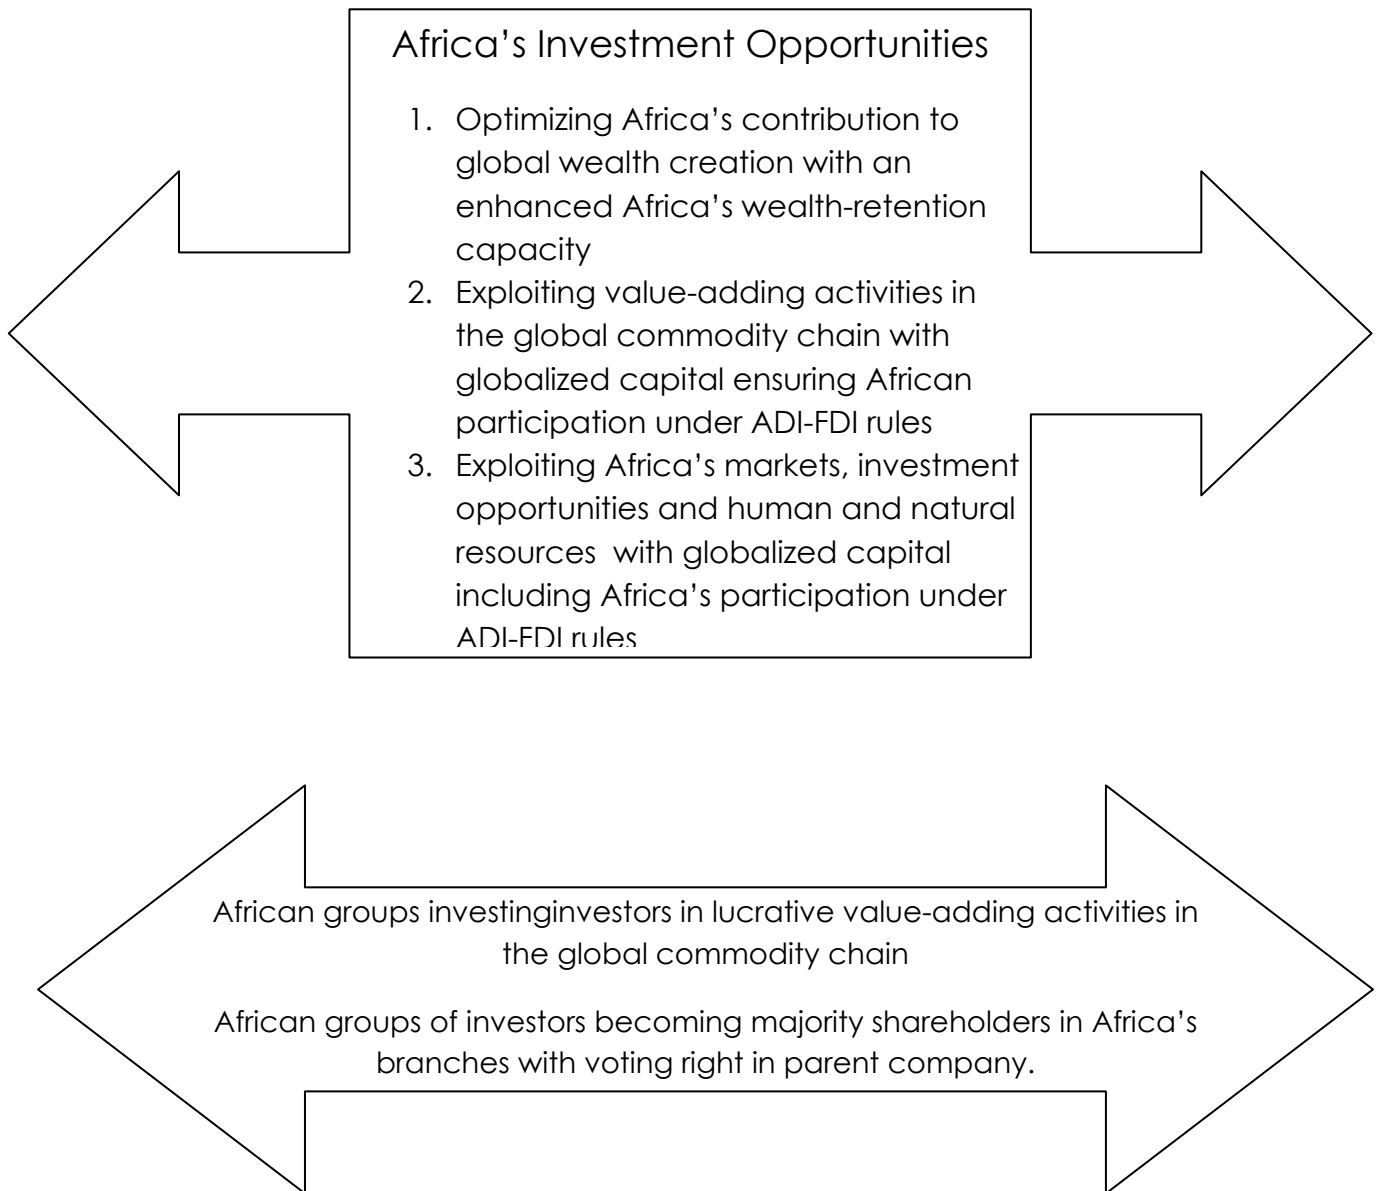 Africa’s Investment Opportunities
1. Optimizing Africa’s contribution to
global wealth creation with an
enhanced Africa’s wealth-retention
capacity
2. Exploiting value-adding activities in
the global commodity chain with
globalized capital ensuring African
participation under ADI-FDI rules
3. Exploiting Africa’s markets, investment
opportunities and human and natural
resources  with globalized capital
including Africa’s participation under
ADI-FDI rules
African groups investinginvestors in lucrative value-adding activities in
the global commodity chain
African groups of investors becoming majority shareholders in Africa’s
branches with voting right in parent company.